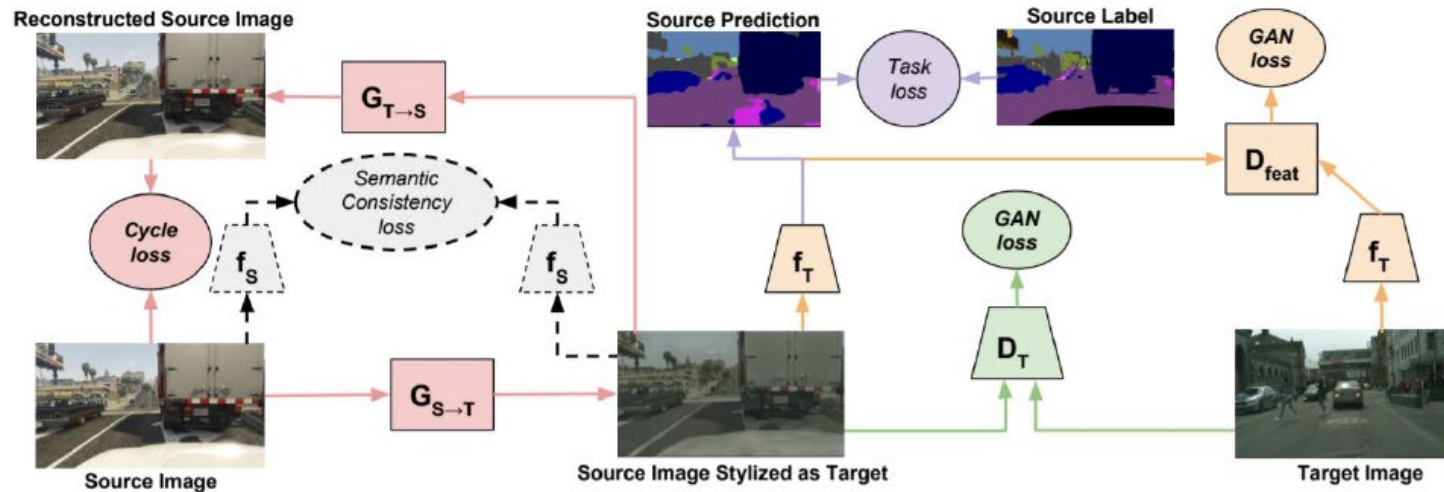 Reconstructed Source Image
Source Prediction
Source Label
GAN
loss
Task
loss
G_T→S
D_feat
Semantic
Consistency
loss
Cycle
loss
GAN
loss
f_S
f_S
f_T
f_T
D_T
G_S→T
Source Image
Source Image Stylized as Target
Target Image